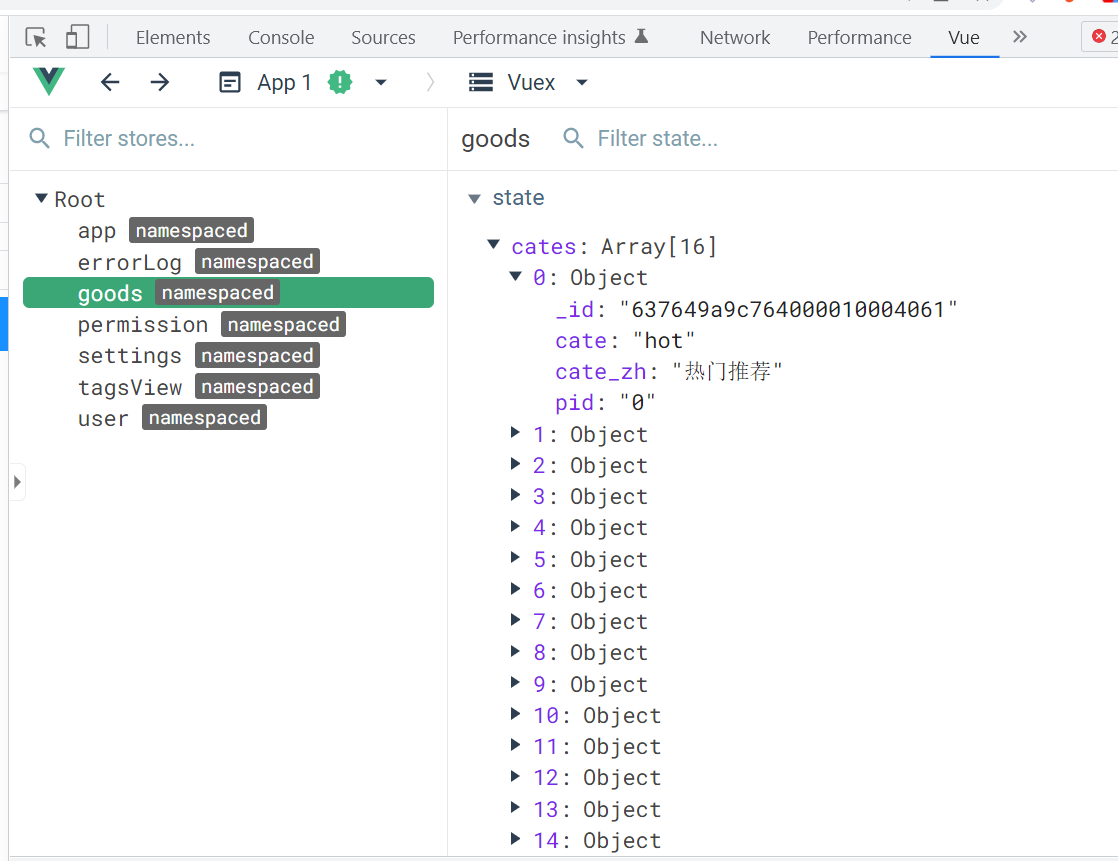 Elements Console Sources Performance insights Network Performance Vue 2
App 1 Vuex
Filter stores...
goods Filter state...
Root
app namespaced
errorLog namespaced
goods namespaced
permission namespaced
settings namespaced
tagsView namespaced
user namespaced
state
cates: Array[16]
0: Object
_id: "637649a9c764000010004061"
cate: "hot"
cate_zh: "热门推荐"
pid: "0"
1: Object
2: Object
3: Object
4: Object
5: Object
6: Object
7: Object
8: Object
9: Object
10: Object
11: Object
12: Object
13: Object
14: Object